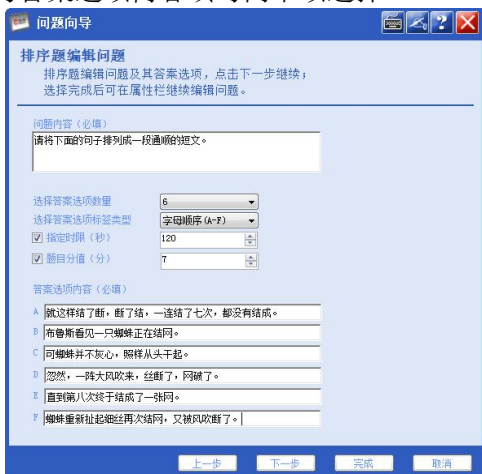 问题向导
排序题编辑问题
排序题编辑问题及其答案选项，点击下一步继续；
选择完成后可在属性栏继续编辑问题。
问题内容（必填）
请将下面的句子排列成一段通顺的短文。
选择答案选项数量 6
选择答案选项标签类型 字母顺序(A-F)
指定时限（秒） 120
题目分值（分） 7
答案选项内容（必填）
A 就这样结了断，断了结，一连结了七次，都没有结成。
B 布鲁斯看见一只蜘蛛正在结网。
C 可蜘蛛并不灰心，照样从头干起。
D 忽然，一阵大风吹来，丝断了，网破了。
E 直到第八次终于结成了一张网。
F 蜘蛛重新扯起细丝再次结网，又被风吹断了。
上一步 下一步 完成 取消